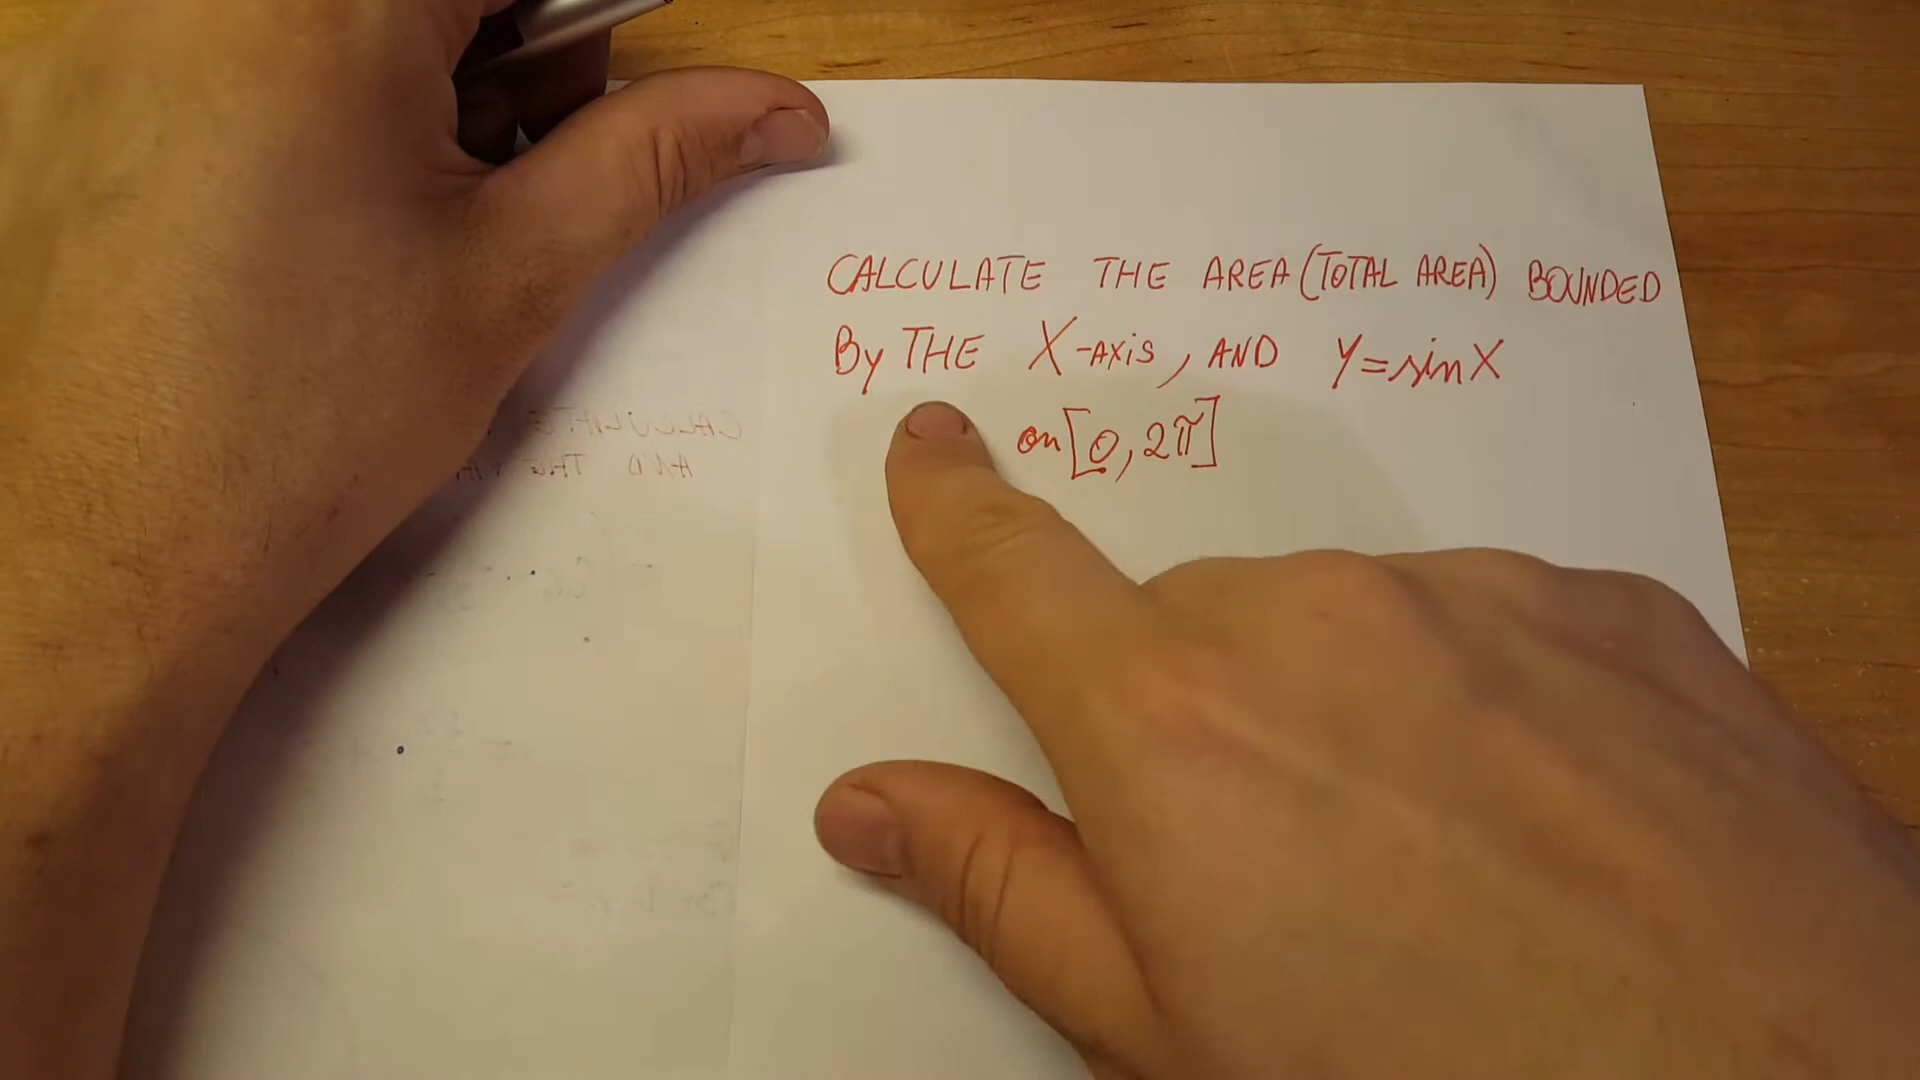 CALCULATE THE AREA (TOTAL AREA) BOUNDED
By THE X-AXiS, AND Y=sinX
on [0, 2π]